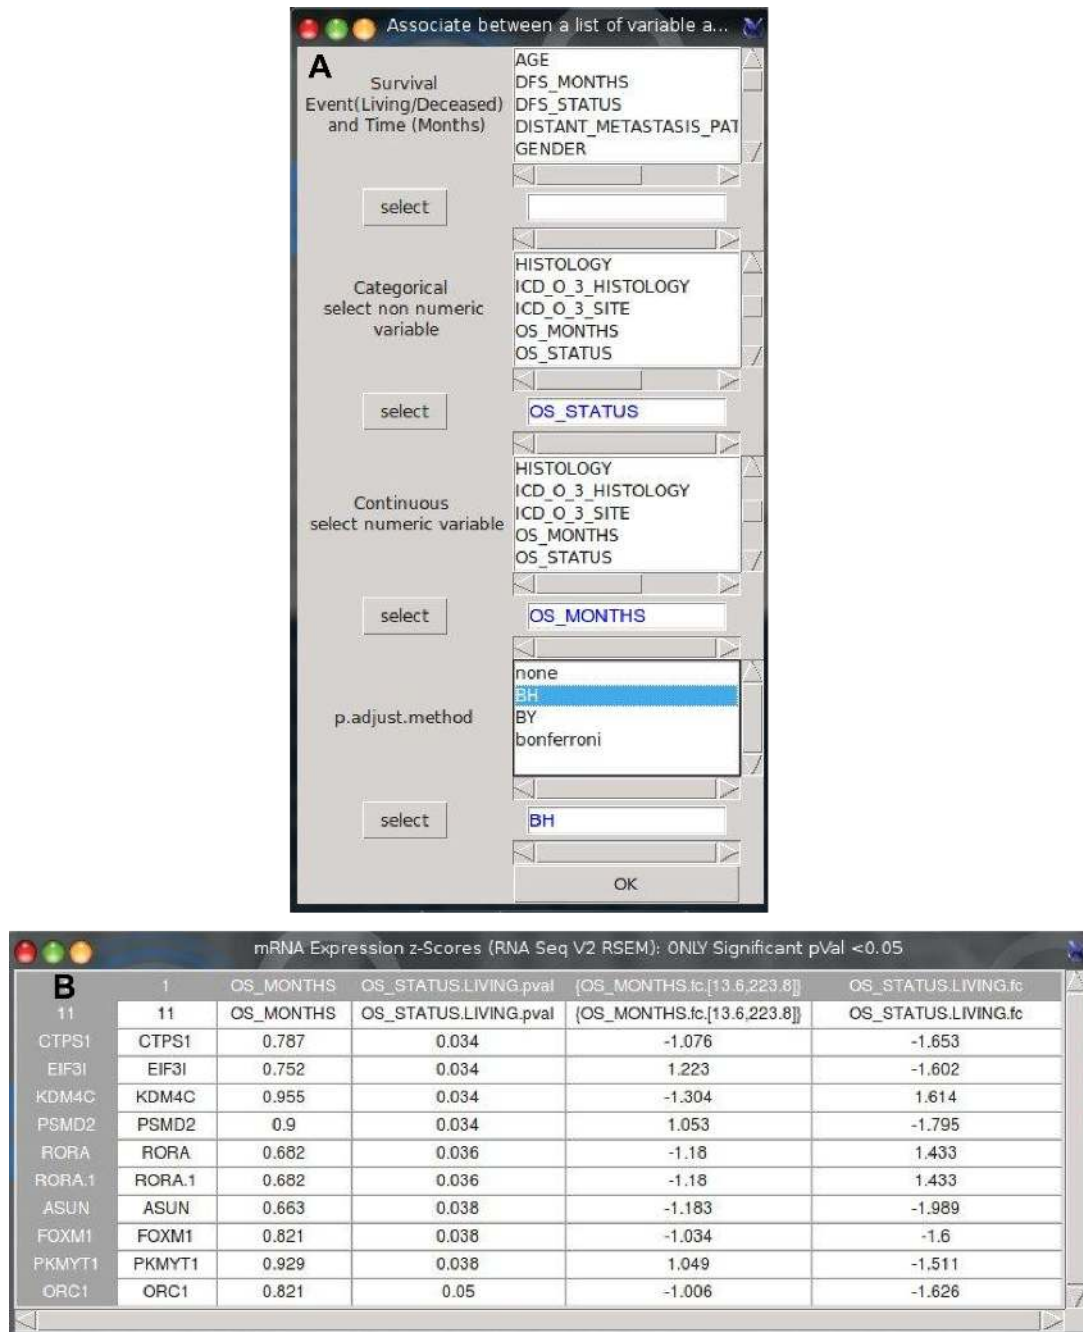 Associate between a list of variable a...
A
Survival
Event(Living/Deceased)
and Time (Months)
AGE
DFS_MONTHS
DFS_STATUS
DISTANT_METASTASIS_PAT
GENDER
select
Categorical
select non numeric
variable
HISTOLOGY
ICD_O_3_HISTOLOGY
ICD_O_3_SITE
OS_MONTHS
OS_STATUS
select
OS_STATUS
Continuous
select numeric variable
HISTOLOGY
ICD_O_3_HISTOLOGY
ICD_O_3_SITE
OS_MONTHS
OS_STATUS
select
OS_MONTHS
p.adjust.method
none
BH
BY
bonferroni
select
BH
OK
mRNA Expression z-Scores (RNA Seq V2 RSEM): ONLY Significant pVal <0.05
B 1 OS_MONTHS OS_STATUS.LIVING.pval {OS_MONTHS.fc.[13.6,223.8]} OS_STATUS.LIVING.fc
11 11 OS_MONTHS OS_STATUS.LIVING.pval {OS_MONTHS.fc.[13.6,223.8]} OS_STATUS.LIVING.fc
CTPS1 CTPS1 0.787 0.034 -1.076 -1.653
EIF3I EIF3I 0.752 0.034 1.223 -1.602
KDM4C KDM4C 0.955 0.034 -1.304 1.614
PSMD2 PSMD2 0.9 0.034 1.053 -1.795
RORA RORA 0.682 0.036 -1.18 1.433
RORA.1 RORA.1 0.682 0.036 -1.18 1.433
ASUN ASUN 0.663 0.038 -1.183 -1.989
FOXM1 FOXM1 0.821 0.038 -1.034 -1.6
PKMYT1 PKMYT1 0.929 0.038 1.049 -1.511
ORC1 ORC1 0.821 0.05 -1.006 -1.626